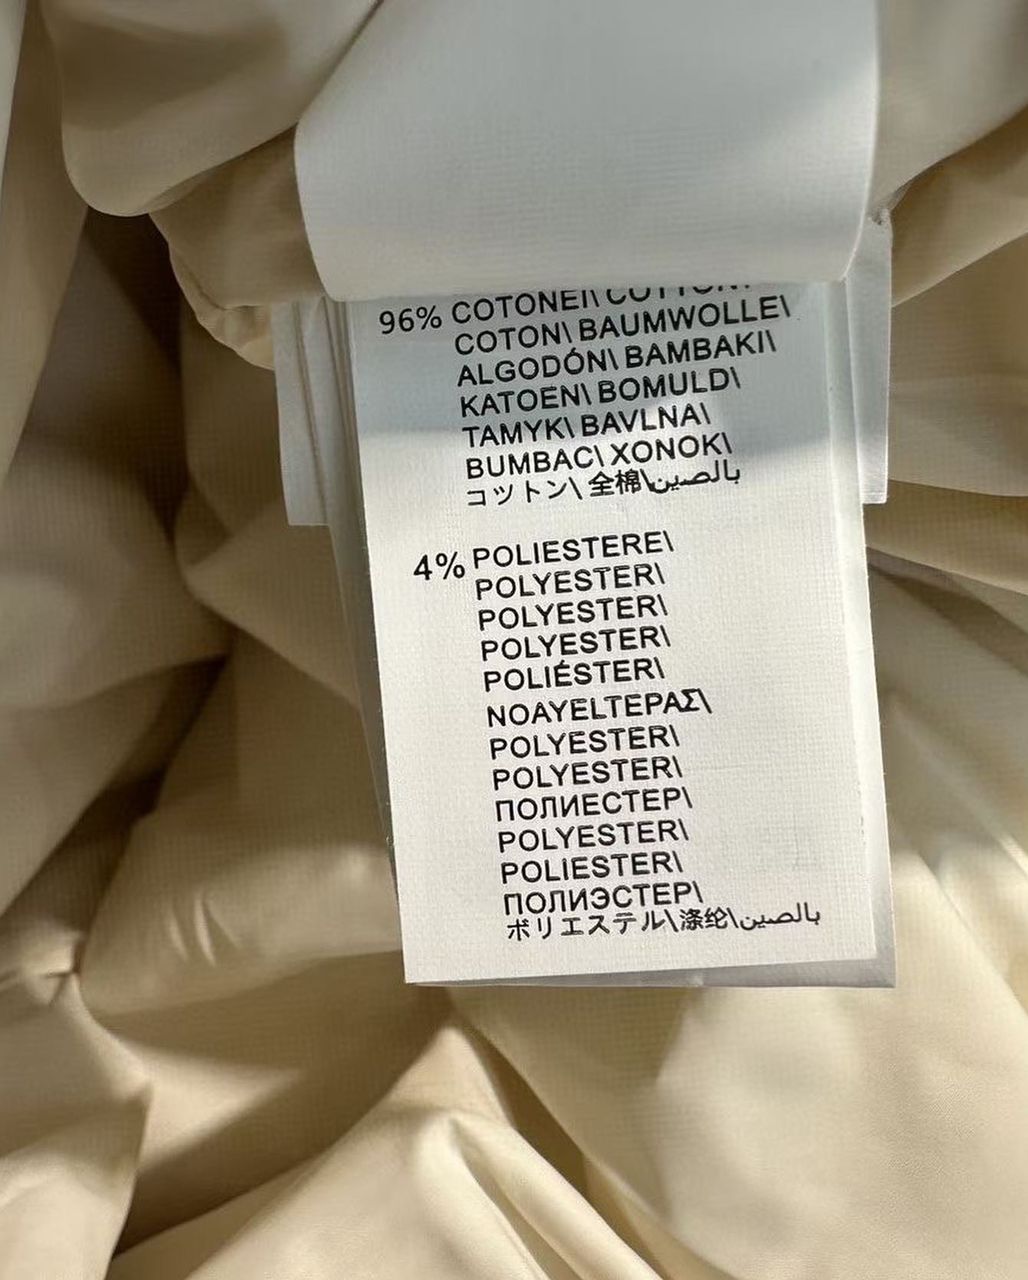 96% COTONEI\ COTTON\
COTON\ BAUMWOLLE\
ALGODÓN\ BAMBAKI\
KATOEN\ BOMULD\
TAMYK\ BAVLNA\
BUMBAC\ XONOK\
コットン\ 全棉\بالصين
4% POLIESTERE\
POLYESTER\
POLYESTER\
POLYESTER\
POLIÉSTER\
NOAYELTEPAΣ\
POLYESTER\
POLYESTER\
ПОЛИЕСТЕР\
POLYESTER\
POLIESTER\
ПОЛИЭСТЕР\
ポリエステル\涤纶\بالصين